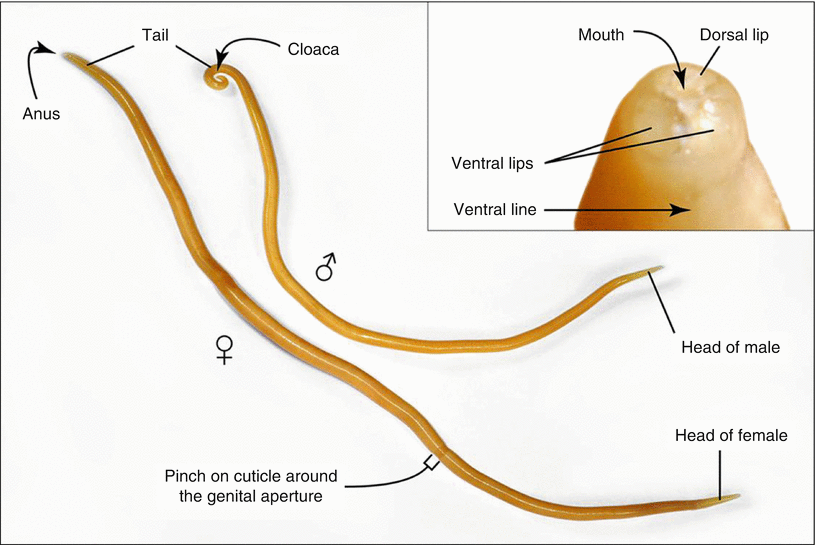 Tail
Cloaca
Anus
Mouth
Dorsal lip
Ventral lips
Ventral line
♂
♀
Head of male
Head of female
Pinch on cuticle around
the genital aperture